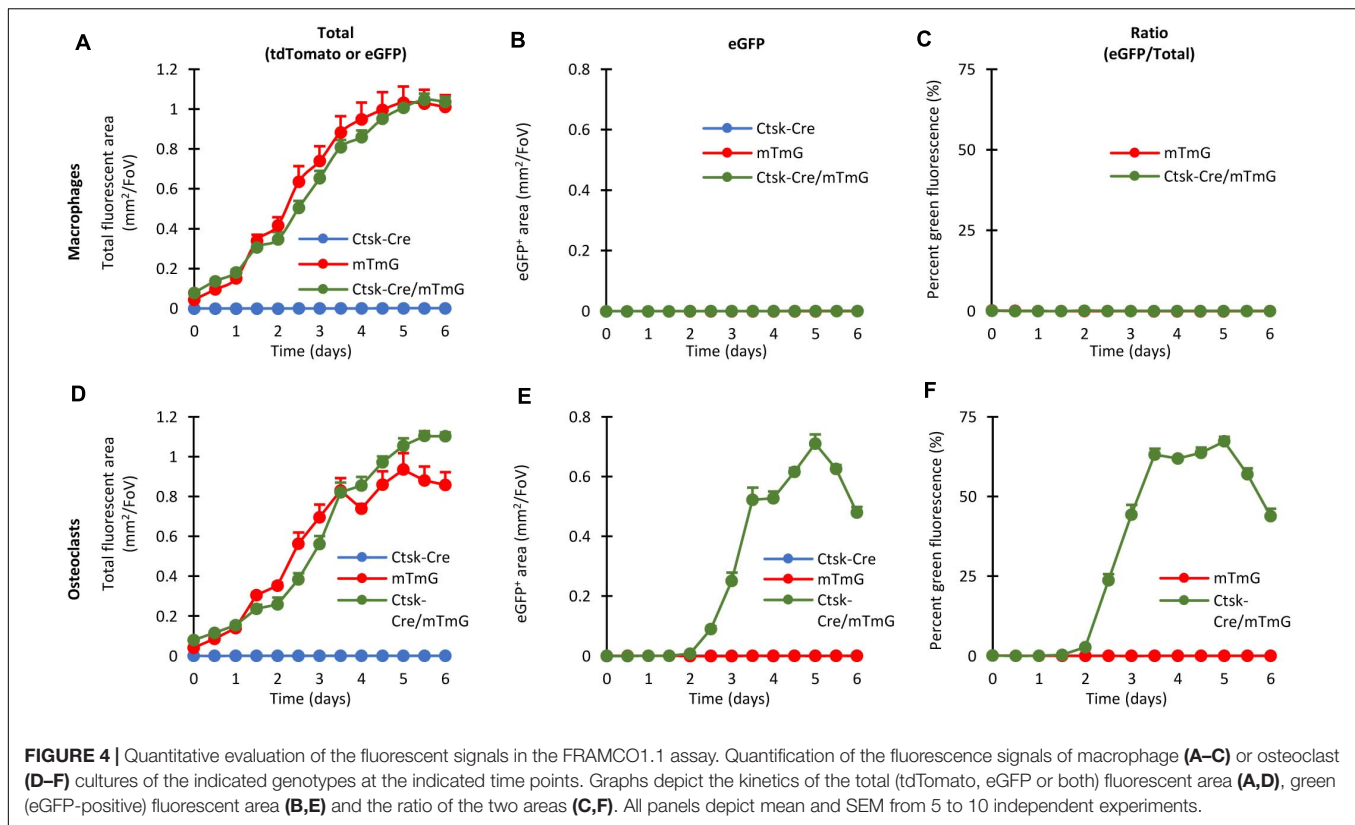 A
Total
(tdTomato or eGFP)
B
eGFP
C
Ratio
(eGFP/Total)
Macrophages
Total fluorescent area
(mm²/FoV)
1.2
1
0.8
0.6
0.4
0.2
0
Ctsk-Cre
mTmG
Ctsk-Cre/mTmG
0 1 2 3 4 5 6
Time (days)
eGFP⁺ area (mm²/FoV)
0.8
0.6
0.4
0.2
0
Ctsk-Cre
mTmG
Ctsk-Cre/mTmG
0 1 2 3 4 5 6
Time (days)
Percent green fluorescence (%)
75
50
25
0
mTmG
Ctsk-Cre/mTmG
0 1 2 3 4 5 6
Time (days)
D
E
F
Osteoclasts
Total fluorescent area
(mm²/FoV)
1.2
1
0.8
0.6
0.4
0.2
0
Ctsk-Cre
mTmG
Ctsk-
Cre/mTmG
0 1 2 3 4 5 6
Time (days)
eGFP⁺ area (mm²/FoV)
0.8
0.6
0.4
0.2
0
Ctsk-Cre
mTmG
Ctsk-
Cre/mTmG
0 1 2 3 4 5 6
Time (days)
Percent green fluorescence (%)
75
50
25
0
mTmG
Ctsk-
Cre/mTmG
0 1 2 3 4 5 6
Time (days)
FIGURE 4 | Quantitative evaluation of the fluorescent signals in the FRAMCO1.1 assay. Quantification of the fluorescence signals of macrophage (A–C) or osteoclast
(D–F) cultures of the indicated genotypes at the indicated time points. Graphs depict the kinetics of the total (tdTomato, eGFP or both) fluorescent area (A,D), green
(eGFP-positive) fluorescent area (B,E) and the ratio of the two areas (C,F). All panels depict mean and SEM from 5 to 10 independent experiments.